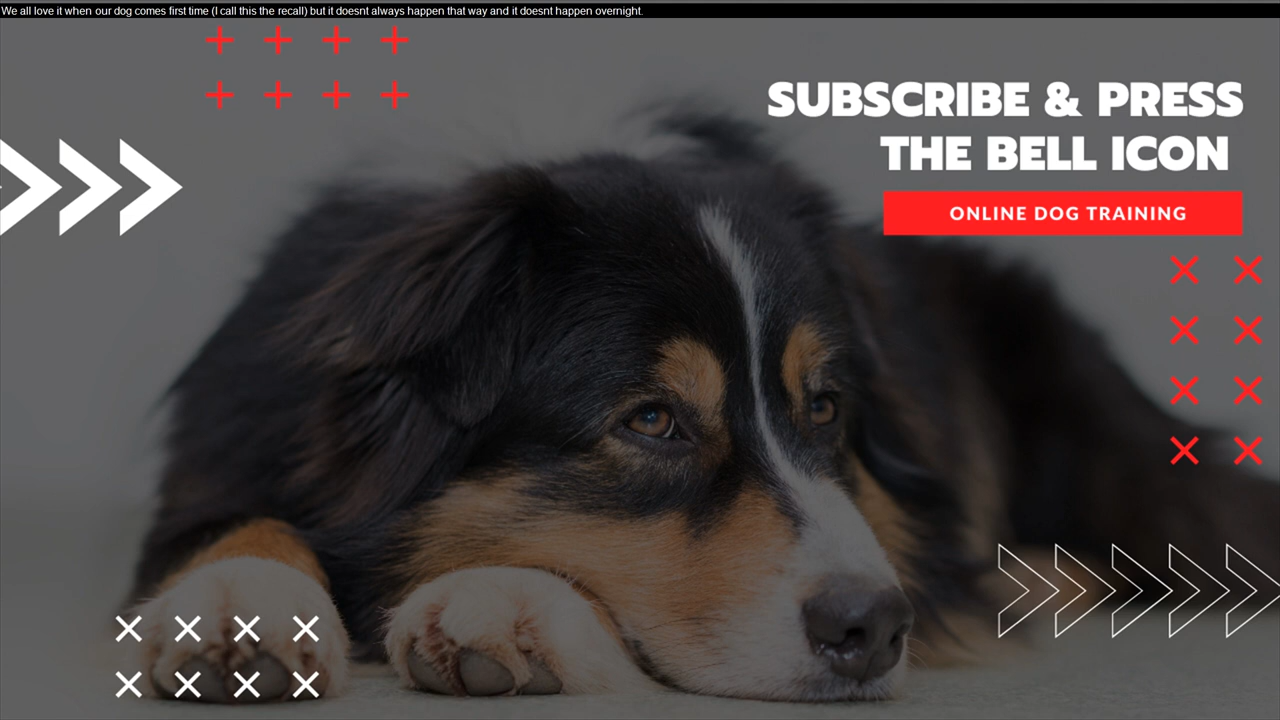 We all love it when our dog comes first time (I call this the recall) but it doesnt always happen that way and it doesnt happen overnight.
SUBSCRIBE & PRESS
THE BELL ICON
ONLINE DOG TRAINING